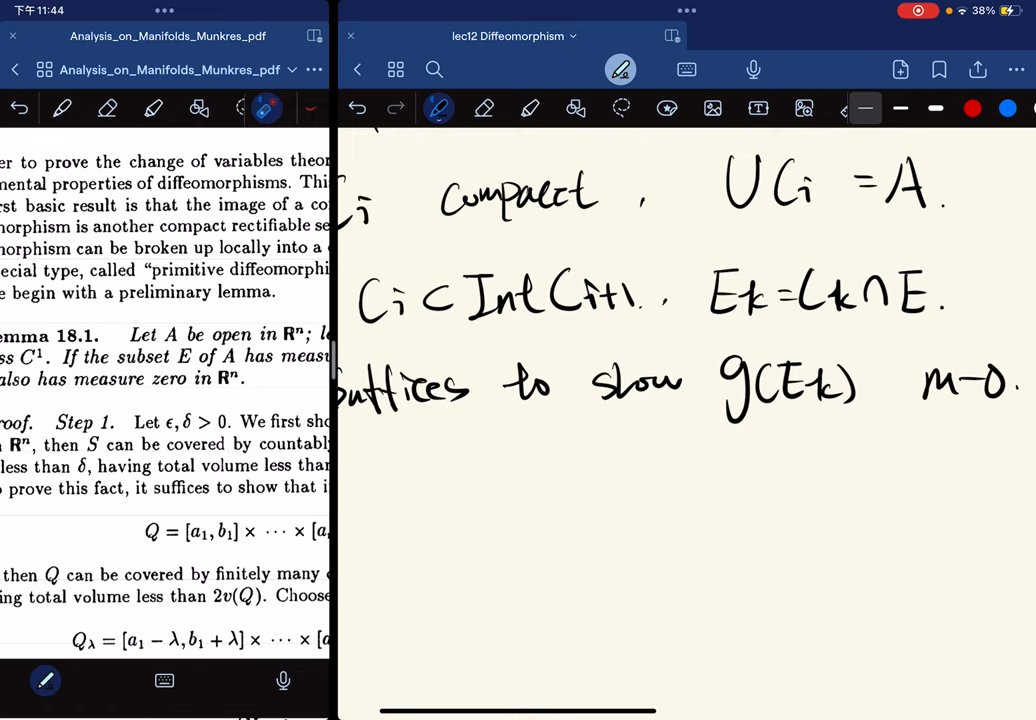 下午11:44
38%
Analysis_on_Manifolds_Munkres_pdf
lec12 Diffeomorphism
Analysis_on_Manifolds_Munkres_pdf
er to prove the change of variables theor
mental properties of diffeomorphisms. This
rst basic result is that the image of a co
morphism is another compact rectifiable se
morphism can be broken up locally into a
ecial type, called “primitive diffeomorphi
e begin with a preliminary lemma.
emma 18.1. Let A be open in Rⁿ; le
ss C¹. If the subset E of A has measu
also has measure zero in Rⁿ.
roof. Step 1. Let ϵ, δ > 0. We first sho
Rⁿ, then S can be covered by countabl
less than δ, having total volume less than
o prove this fact, it suffices to show that i
Q = [a₁, b₁] × ··· × [a
then Q can be covered by finitely many
ing total volume less than 2v(Q). Choose
Q_λ = [a₁ − λ, b₁ + λ] × ··· × [a
Ci compact, UCi = A.
Ci ⊂ Int Ci+1, Ek = Ck ∩ E.
suffices to show g(Ek) m-0.